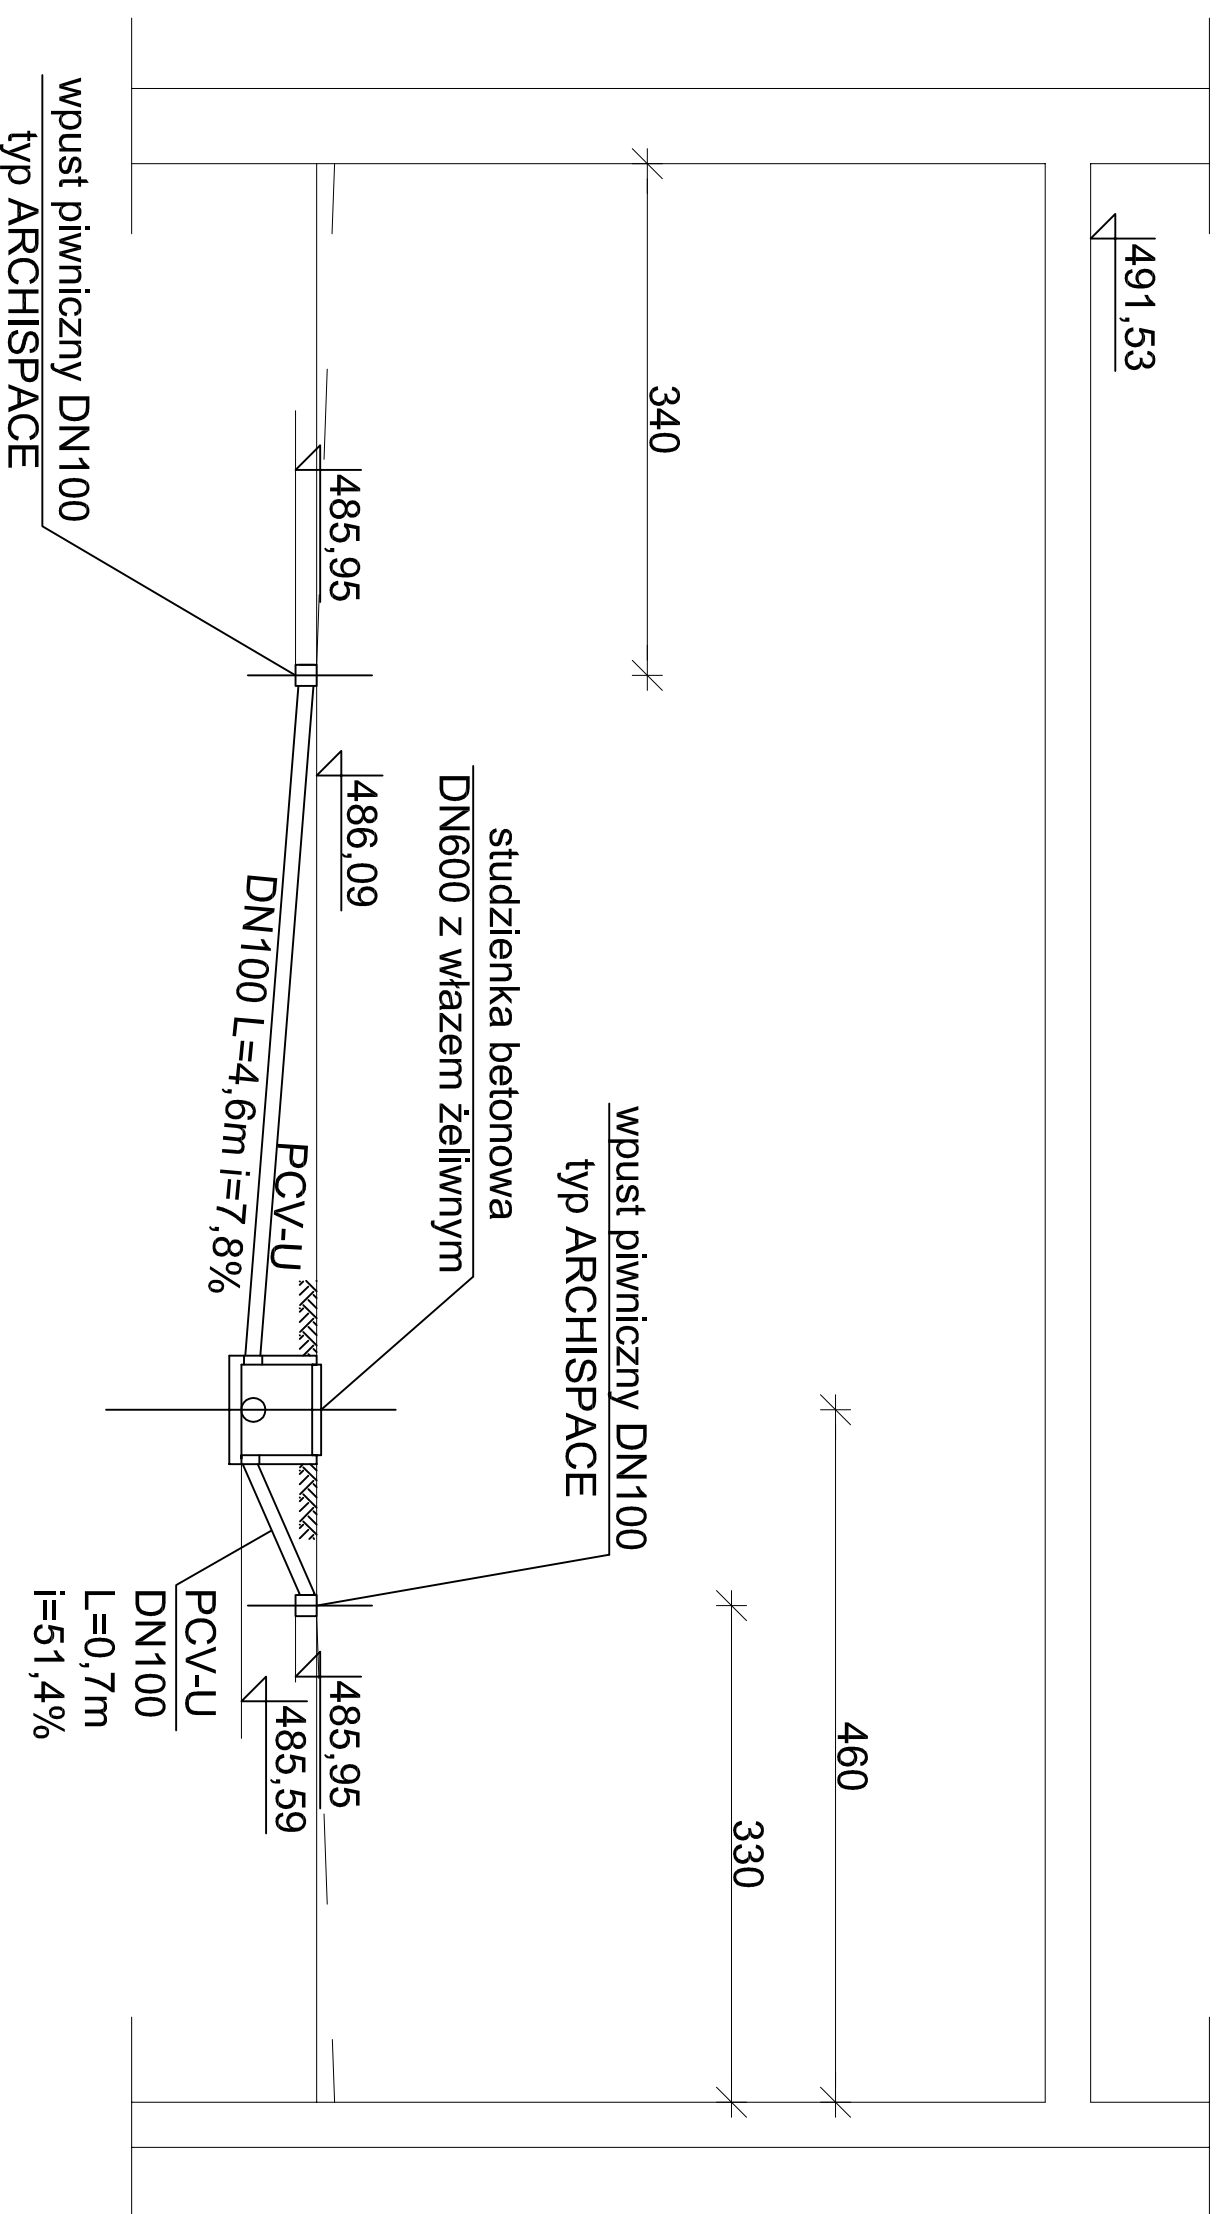 491,53
340
460
330
wpust piwniczny DN100
typ ARCHISPACE
studzienka betonowa
DN600 z włazem żeliwnym
486,09
485,95
485,95
485,59
PCV-U
DN100 L=4,6m i=7,8%
wpust piwniczny DN100
typ ARCHISPACE
PCV-U
DN100
L=0,7m
i=51,4%